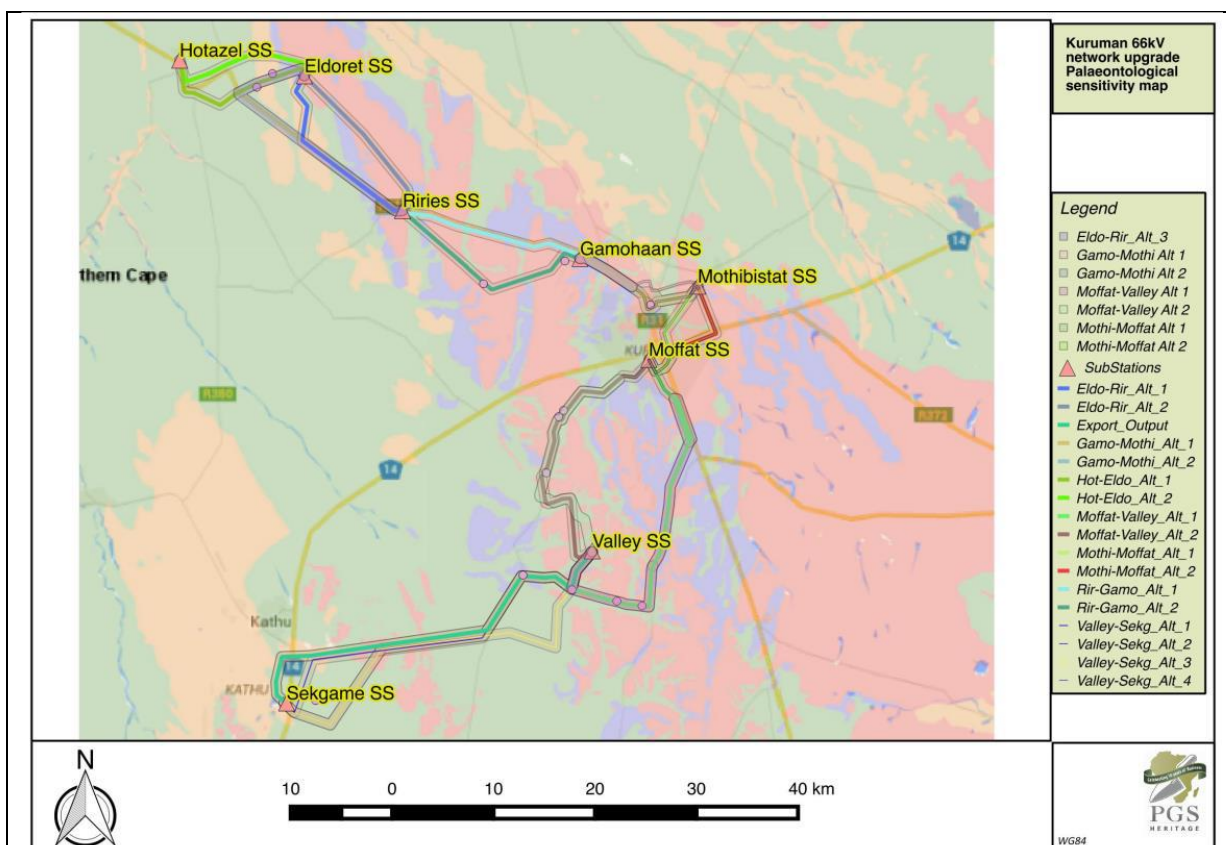 Hotazel SS
Eldoret SS
Riries SS
Gamohaan SS
Mothibistat SS
thern Cape
R31
KU
Moffat SS
R380
R372
14
14
Valley SS
Kathu
14
KATHU
Sekgame SS
Kuruman 66kV
network upgrade
Palaeontological
sensitivity map
Legend
Eldo-Rir_Alt_3
Gamo-Mothi Alt 1
Gamo-Mothi Alt 2
Moffat-Valley Alt 1
Moffat-Valley Alt 2
Mothi-Moffat Alt 1
Mothi-Moffat Alt 2
SubStations
Eldo-Rir_Alt_1
Eldo-Rir_Alt_2
Export_Output
Gamo-Mothi_Alt_1
Gamo-Mothi_Alt_2
Hot-Eldo_Alt_1
Hot-Eldo_Alt_2
Moffat-Valley_Alt_1
Moffat-Valley_Alt_2
Mothi-Moffat_Alt_1
Mothi-Moffat_Alt_2
Rir-Gamo_Alt_1
Rir-Gamo_Alt_2
Valley-Sekg_Alt_1
Valley-Sekg_Alt_2
Valley-Sekg_Alt_3
Valley-Sekg_Alt_4
N
10 0 10 20 30 40 km
PGS
HERITAGE
WG84